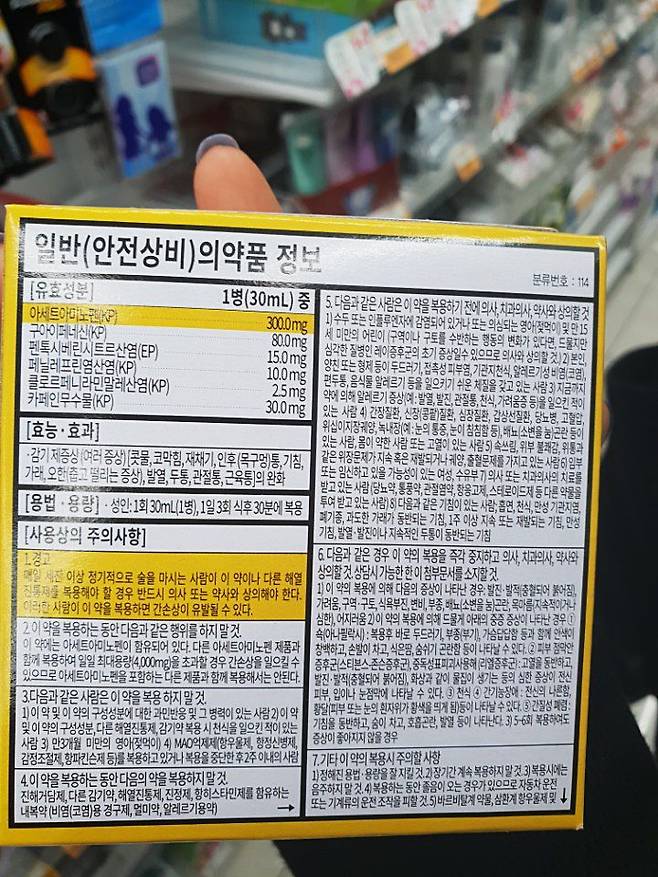 일반(안전상비)의약품 정보
분류번호 : 114
[유효성분] 1병(30mL) 중
아세트아미노펜(KP) 300.0mg
구아이페네신(KP) 80.0mg
펜톡시베린시트르산염(EP) 15.0mg
페닐레프린염산염(KP) 10.0mg
클로르페니라민말레산염(KP) 2.5mg
카페인무수물(KP) 30.0mg
[효능·효과]
·감기 제증상 (여러 증상) [콧물, 코막힘, 재채기, 인후(목구멍)통, 기침,
가래, 오한(춥고 떨리는 증상), 발열, 두통, 관절통, 근육통]의 완화
[용법·용량] ·성인:1회 30mL(1병), 1일 3회 식후 30분에 복용
[사용상의 주의사항]
1.경고
매일 세잔 이상 정기적으로 술을 마시는 사람이 이 약이나 다른 해열
진통제를 복용해야 할 경우 반드시 의사 또는 약사와 상의해야 한다.
이러한 사람이 이 약을 복용하면 간손상이 유발될 수 있다.
2. 이 약을 복용하는 동안 다음과 같은 행위를 하지 말 것.
이 약에는 아세트아미노펜이 함유되어 있다. 다른 아세트아미노펜 제품과
함께 복용하여 일일 최대용량(4,000mg)을 초과할 경우 간손상을 일으킬 수
있으므로 아세트아미노펜을 포함하는 다른 제품과 함께 복용해서는 안된다.
3.다음과 같은 사람은 이 약을 복용 하지 말 것.
1) 이 약 및 이 약의 구성성분에 대한 과민반응 및 그 병력이 있는 사람 2) 이 약
및 이 약의 구성성분, 다른 해열진통제, 감기약 복용 시 천식을 일으킨 적이 있는
사람 3) 만3개월 미만의 영아(젖먹이) 4) MAO억제제(항우울제, 항정신병제,
감정조절제, 항파킨슨제 등)를 복용하고 있거나 복용을 중단한 후 2주 이내의 사람
4. 이 약을 복용하는 동안 다음의 약을 복용하지 말 것.
진해거담제, 다른 감기약, 해열진통제, 진정제, 항히스타민제를 함유하는
내복약 (비염(코염)용 경구제, 멀미약, 알레르기용약) →
5. 다음과 같은 사람은 이 약을 복용하기 전에 의사, 치과의사, 약사와 상의할 것
1) 수두 또는 인플루엔자에 감염되어 있거나 또는 의심되는 영아(젖먹이) 및 만 15
세 미만의 어린이 (구역이나 구토를 수반하는 행동의 변화가 있다면, 드물지만
심각한 질병인 레이증후군의 초기 증상일수 있으므로 의사와 상의할 것) 2) 본인,
양친 또는 형제 등이 두드러기, 접촉성 피부염, 기관지천식, 알레르기성 비염(코염),
편두통, 음식물 알레르기 등을 일으키기 쉬운 체질을 갖고 있는 사람 3) 지금까지
약에 의해 알레르기 증상(예: 발열, 발진, 관절통, 천식, 가려움증 등)을 일으킨 적이
있는 사람 4) 간장질환, 신장(콩팥)질환, 심장질환, 갑상선질환, 당뇨병, 고혈압,
위십이지장궤양, 녹내장(예: 눈의 통증, 눈이 침침함 등), 배뇨(소변을 눔)곤란 등이
있는 사람, 몸이 약한 사람 또는 고열이 있는 사람 5) 속쓰림, 위부 불쾌감, 위통과
같은 위장문제가 지속 혹은 재발되거나 궤양, 출혈문제를 가지고 있는 사람 6) 임부
또는 임신하고 있을 가능성이 있는 여성, 수유부 7) 의사 또는 치과의사의 치료를
받고 있는 사람(당뇨약, 통풍약, 관절염약, 항응고제, 스테로이드제 등 다른 약물을
투여 받고 있는 사람) 8) 다음과 같은 기침이 있는 사람; 흡연, 천식, 만성 기관지염,
폐기종, 과도한 가래가 동반되는 기침, 1주 이상 지속 또는 재발되는 기침, 만성
기침, 발열·발진이나 지속적인 두통이 동반되는 기침
6. 다음과 같은 경우 이 약의 복용을 즉각 중지하고 의사, 치과의사, 약사와
상의할 것. 상담시 가능한 한 이 첨부문서를 소지할 것.
1) 이 약의 복용에 의해 다음의 증상이 나타난 경우: 발진·발적(충혈되어 붉어짐),
가려움, 구역·구토, 식욕부진, 변비, 부종, 배뇨(소변을 눔)곤란, 목마름(지속적이거나
심한), 어지러움 2) 이 약의 복용에 의해 드물게 아래의 중증 증상이 나타난 경우 ①
쇽(아나필락시) : 복용후 바로 두드러기, 부종(부기), 가슴답답함 등과 함께 안색이
창백하고, 손발이 차고, 식은땀, 숨쉬기 곤란함 등이 나타날 수 있다. ② 피부 점막안
증후군(스티븐스-존슨증후군), 중독성표피괴사용해 (리엘증후군): 고열을 동반하고,
발진·발적(충혈되어 붉어짐), 화상과 같이 물집이 생기는 등의 심한 증상이 전신
피부, 입이나 눈점막에 나타날 수 있다. ③ 천식 ④ 간기능장애 : 전신의 나른함,
황달(피부 또는 눈의 흰자위가 황색을 띄게 됨)등이 나타날 수 있다. ⑤ 간질성 폐렴 :
기침을 동반하고, 숨이 차고, 호흡곤란, 발열 등이 나타난다. 3) 5-6회 복용하여도
증상이 좋아지지 않을 경우
7. 기타 이 약의 복용시 주의할 사항
1)정해진 용법·용량을 잘 지킬 것. 2)장기간 계속 복용하지 말 것. 3)복용시에는
음주하지 말 것. 4)복용하는 동안 졸음이 오는 경우가 있으므로 자동차 운전
또는 기계류의 운전 조작을 피할 것. 5)바르비탈계 약물, 삼환계 항우울제 및 ↓